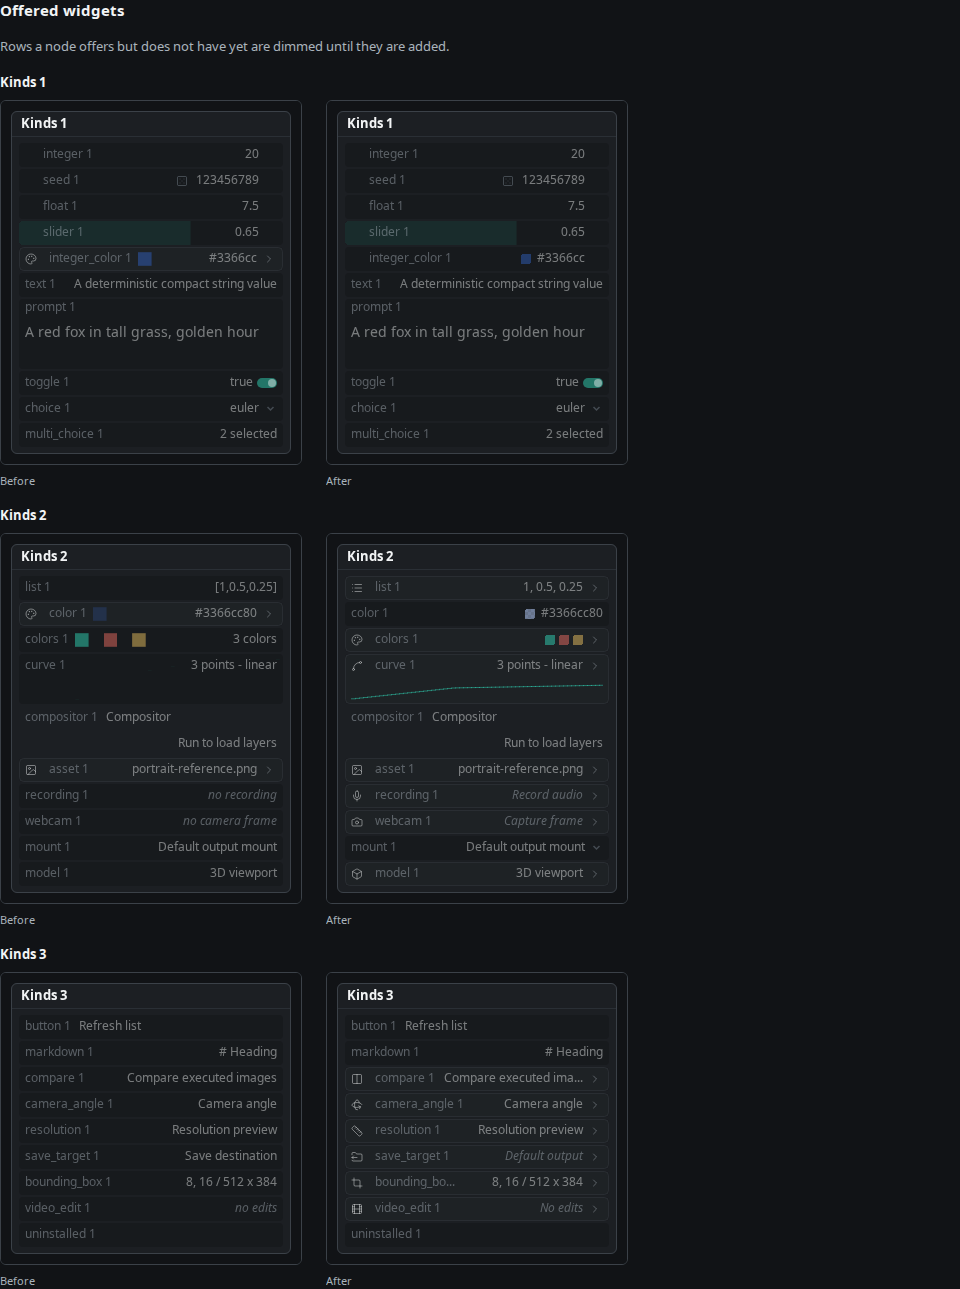 Offered widgets
Rows a node offers but does not have yet are dimmed until they are added.
Kinds 1
Kinds 1
integer 1 20
seed 1 123456789
float 1 7.5
slider 1 0.65
integer_color 1 #3366cc
text 1 A deterministic compact string value
prompt 1
A red fox in tall grass, golden hour
toggle 1 true
choice 1 euler
multi_choice 1 2 selected
Before
Kinds 1
integer 1 20
seed 1 123456789
float 1 7.5
slider 1 0.65
integer_color 1 #3366cc
text 1 A deterministic compact string value
prompt 1
A red fox in tall grass, golden hour
toggle 1 true
choice 1 euler
multi_choice 1 2 selected
After
Kinds 2
Kinds 2
list 1 [1,0.5,0.25]
color 1 #3366cc80
colors 1 3 colors
curve 1 3 points - linear
compositor 1 Compositor
Run to load layers
asset 1 portrait-reference.png
recording 1 no recording
webcam 1 no camera frame
mount 1 Default output mount
model 1 3D viewport
Before
Kinds 2
list 1 1, 0.5, 0.25
color 1 #3366cc80
colors 1
curve 1 3 points - linear
compositor 1 Compositor
Run to load layers
asset 1 portrait-reference.png
recording 1 Record audio
webcam 1 Capture frame
mount 1 Default output mount
model 1 3D viewport
After
Kinds 3
Kinds 3
button 1 Refresh list
markdown 1 # Heading
compare 1 Compare executed images
camera_angle 1 Camera angle
resolution 1 Resolution preview
save_target 1 Save destination
bounding_box 1 8, 16 / 512 x 384
video_edit 1 no edits
uninstalled 1
Before
Kinds 3
button 1 Refresh list
markdown 1 # Heading
compare 1 Compare executed ima...
camera_angle 1 Camera angle
resolution 1 Resolution preview
save_target 1 Default output
bounding_bo... 8, 16 / 512 x 384
video_edit 1 No edits
uninstalled 1
After